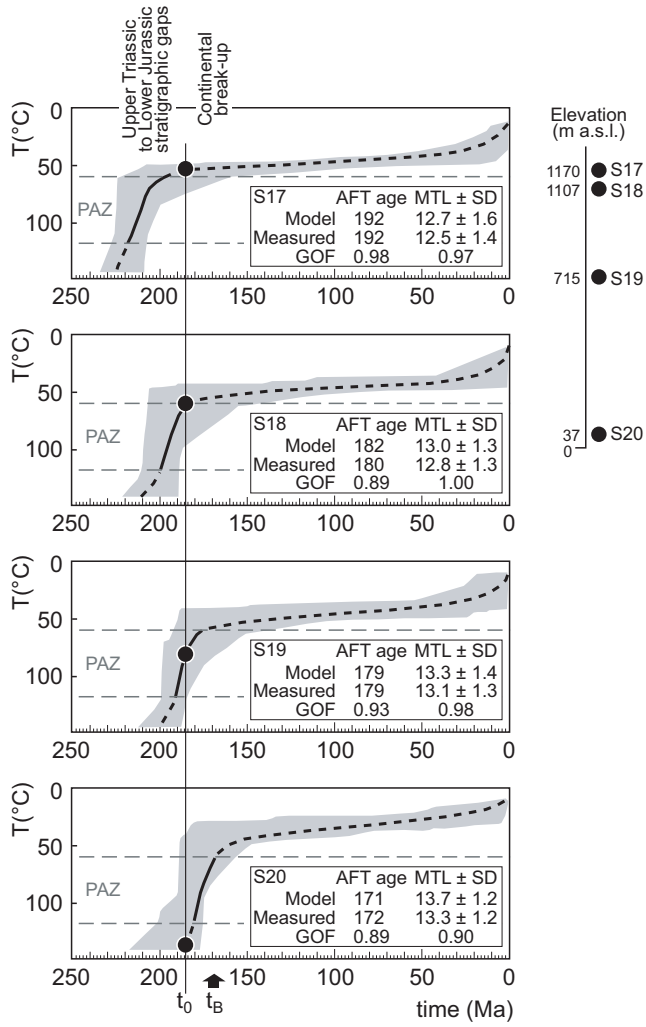 Upper Triassic
to Lower Jurassic
stratigraphic gaps
Continental
break-up
T(°C)
0
50
100
PAZ
S17 AFT age MTL ± SD
Model 192 12.7 ± 1.6
Measured 192 12.5 ± 1.4
GOF 0.98 0.97
250 200 150 100 50 0
T(°C)
0
50
100
PAZ
S18 AFT age MTL ± SD
Model 182 13.0 ± 1.3
Measured 180 12.8 ± 1.3
GOF 0.89 1.00
250 200 150 100 50 0
T(°C)
0
50
100
PAZ
S19 AFT age MTL ± SD
Model 179 13.3 ± 1.4
Measured 179 13.1 ± 1.3
GOF 0.93 0.98
250 200 150 100 50 0
T(°C)
0
50
100
PAZ
S20 AFT age MTL ± SD
Model 171 13.7 ± 1.2
Measured 172 13.3 ± 1.2
GOF 0.89 0.90
250 200 150 100 50 0
t0 tB time (Ma)
Elevation
(m a.s.l.)
1170 S17
1107 S18
715 S19
37 S20
0